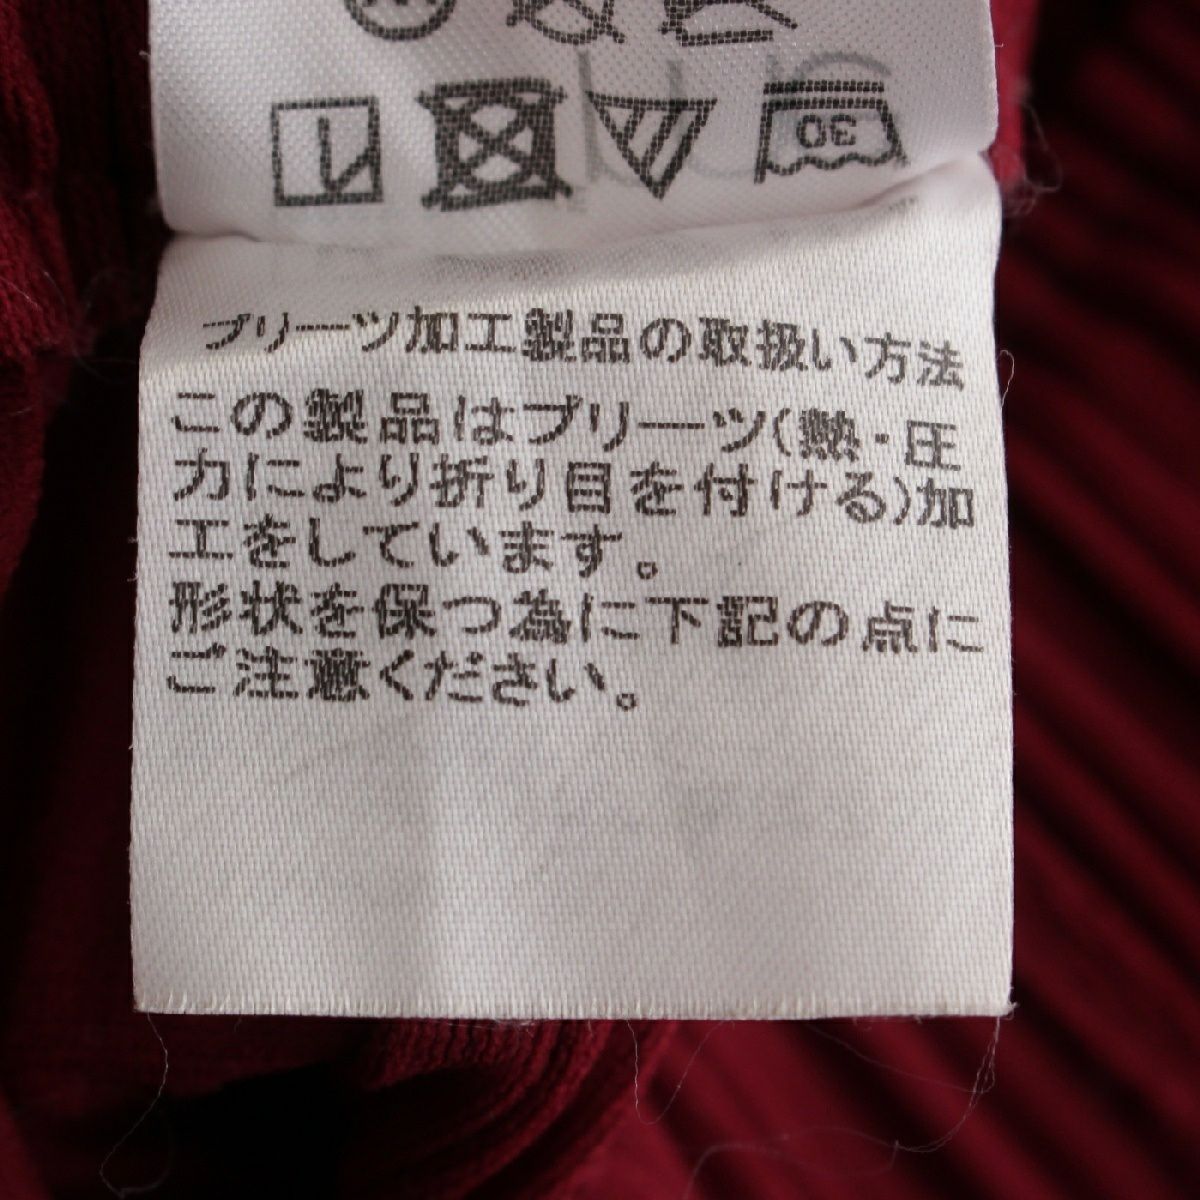 30
プリーツ加工製品の取扱い方法
この製品はプリーツ(熱・圧
力により折り目を付ける)加
工をしています。
形状を保つ為に下記の点に
ご注意ください。